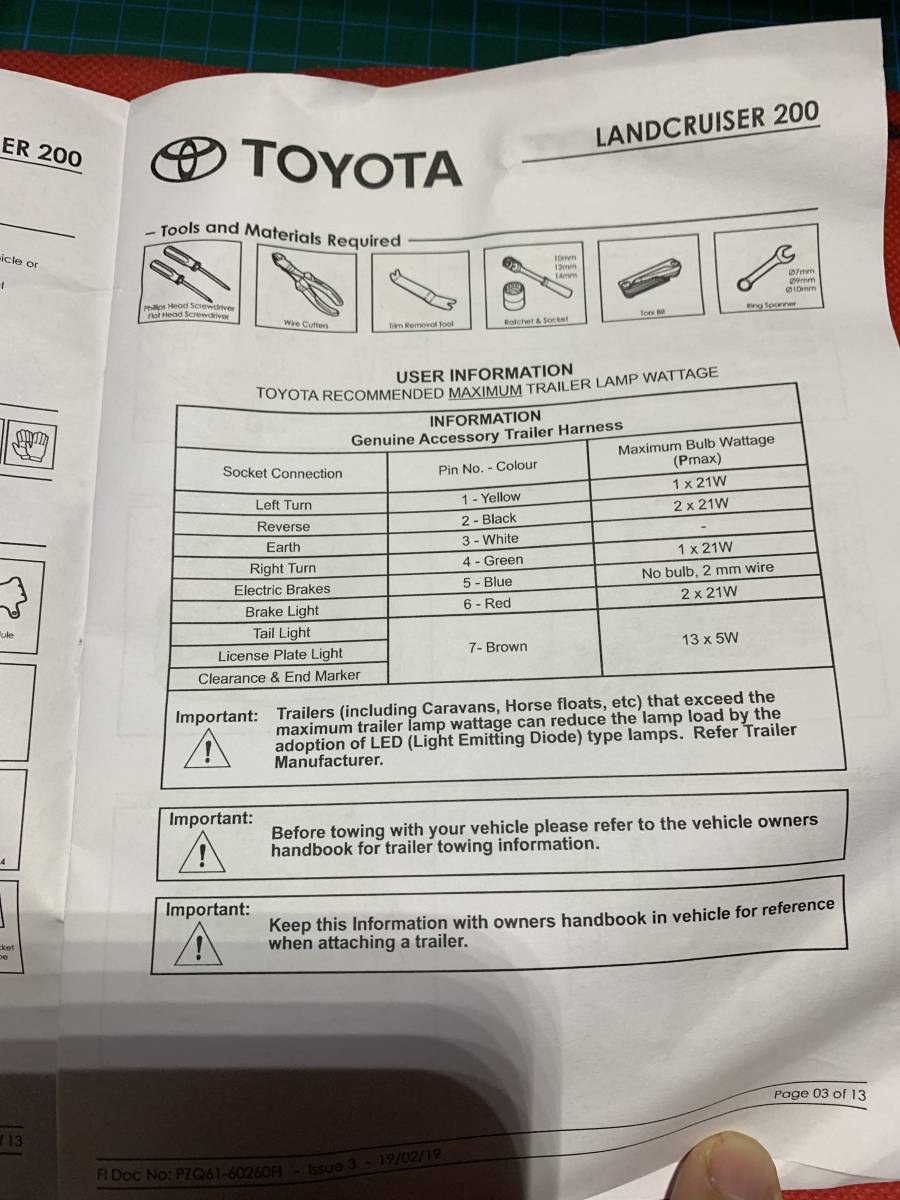 ER 200
icle or
ule
4
cket
13
TOYOTA
LANDCRUISER 200
Tools and Materials Required
Phillips Head Screwdriver
Flat Head Screwdriver
Wire Cutters
Trim Removal Tool
10mm
12mm
14mm
Ratchet & Socket
Torx Bit
Ø7mm
Ø9mm
Ø10mm
Ring Spanner
USER INFORMATION
TOYOTA RECOMMENDED MAXIMUM TRAILER LAMP WATTAGE
INFORMATION
Genuine Accessory Trailer Harness
Socket Connection Pin No. - Colour Maximum Bulb Wattage
(Pmax)
Left Turn 1 - Yellow 1 x 21W
Reverse 2 - Black 2 x 21W
Earth 3 - White -
Right Turn 4 - Green 1 x 21W
Electric Brakes 5 - Blue No bulb, 2 mm wire
Brake Light 6 - Red 2 x 21W
Tail Light
License Plate Light 7- Brown 13 x 5W
Clearance & End Marker
Important: Trailers (including Caravans, Horse floats, etc) that exceed the
maximum trailer lamp wattage can reduce the lamp load by the
adoption of LED (Light Emitting Diode) type lamps. Refer Trailer
Manufacturer.
Important:
Before towing with your vehicle please refer to the vehicle owners
handbook for trailer towing information.
Important:
Keep this Information with owners handbook in vehicle for reference
when attaching a trailer.
Page 03 of 13
FI Doc No: PZQ61-60260FI - Issue 3 - 19/02/19